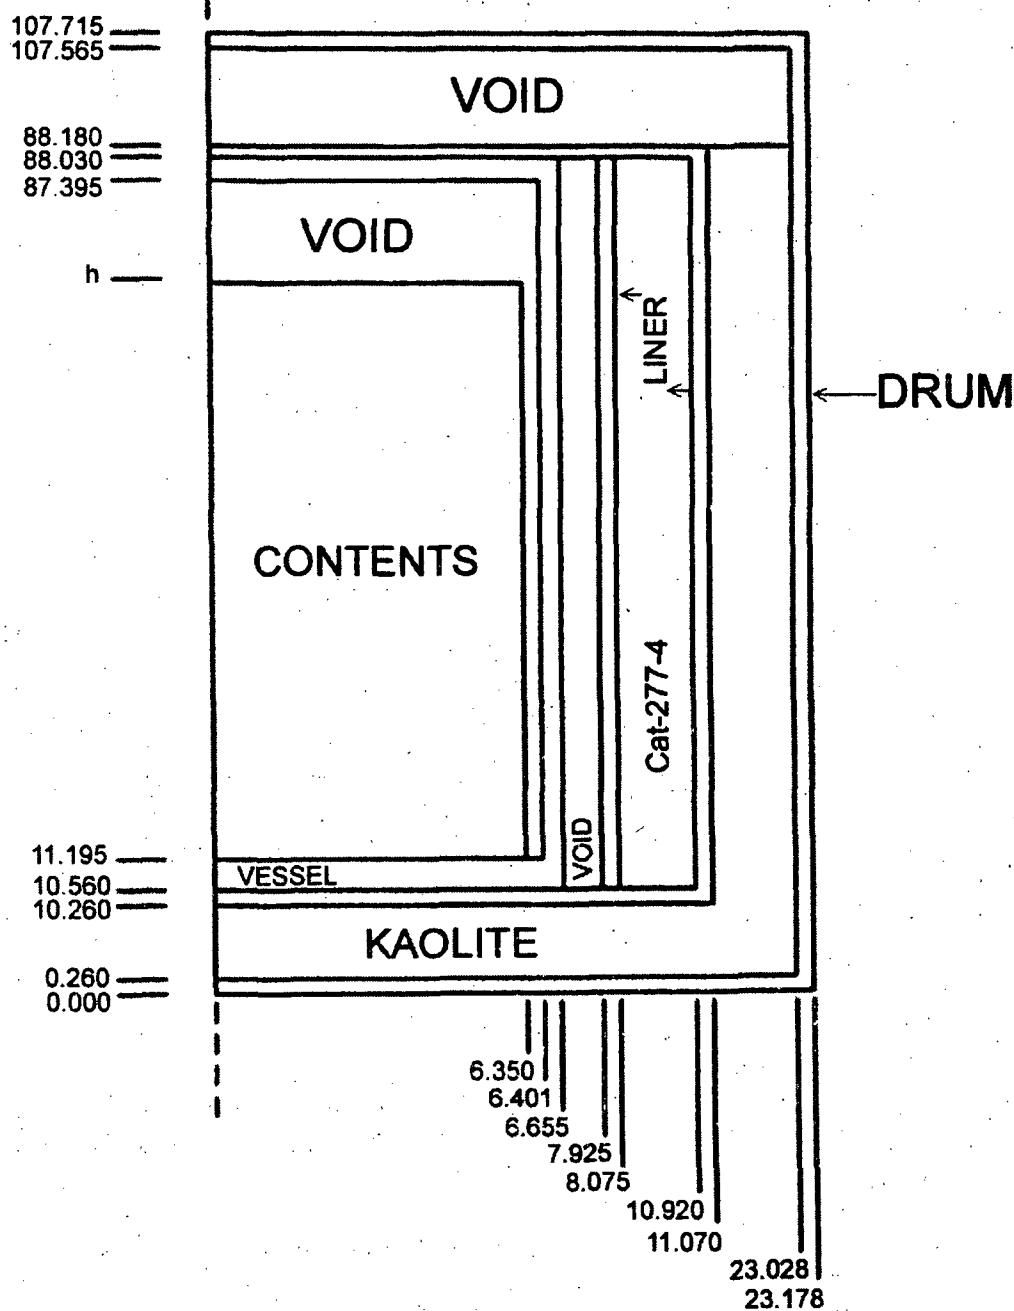 107.715
107.565
VOID
88.180
88.030
87.395
VOID
h
LINER
DRUM
CONTENTS
Cat-277-4
VOID
11.195
VESSEL
10.560
10.260
KAOLITE
0.260
0.000
6.350
6.401
6.655
7.925
8.075
10.920
11.070
23.028
23.178